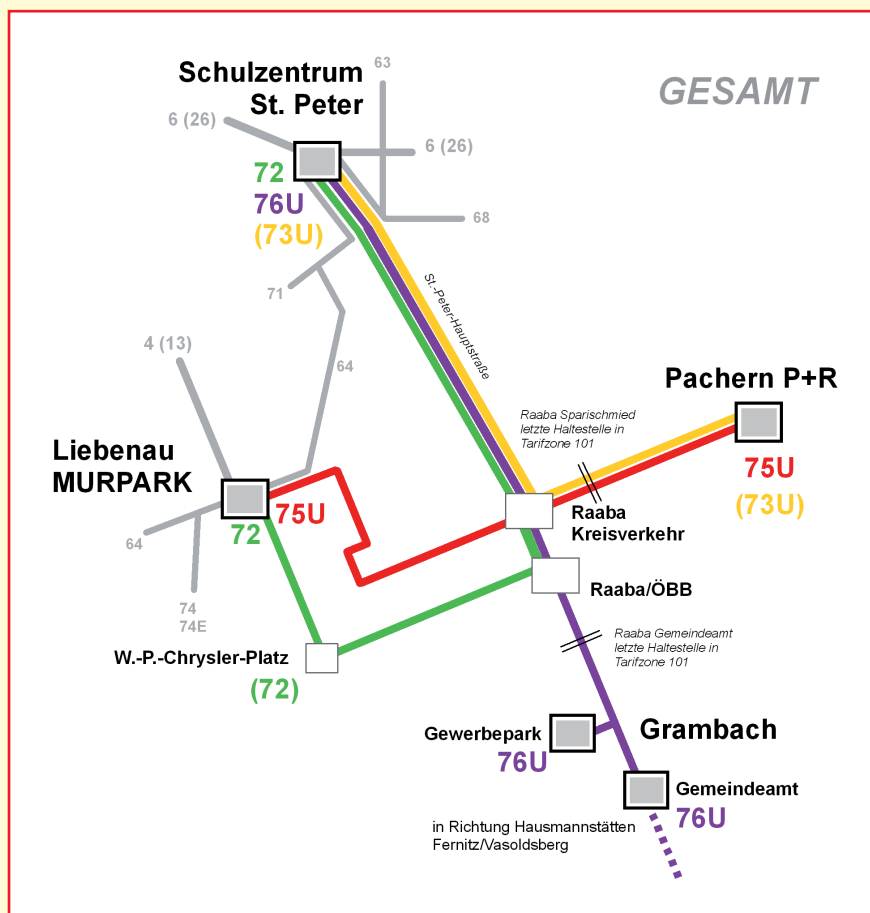 Schulzentrum
St. Peter
63
GESAMT
6 (26)
6 (26)
72
76U
(73U)
68
71
St.-Peter-Hauptstraße
4 (13)
64
Pachern P+R
Raaba Sparischmied
letzte Haltestelle in
Tarifzone 101
Liebenau
MURPARK
75U
(73U)
75U
72
Raaba
Kreisverkehr
64
Raaba/ÖBB
74
74E
Raaba Gemeindeamt
letzte Haltestelle in
Tarifzone 101
W.-P.-Chrysler-Platz
(72)
Gewerbepark
76U
Grambach
Gemeindeamt
76U
in Richtung Hausmannstätten
Fernitz/Vasoldsberg